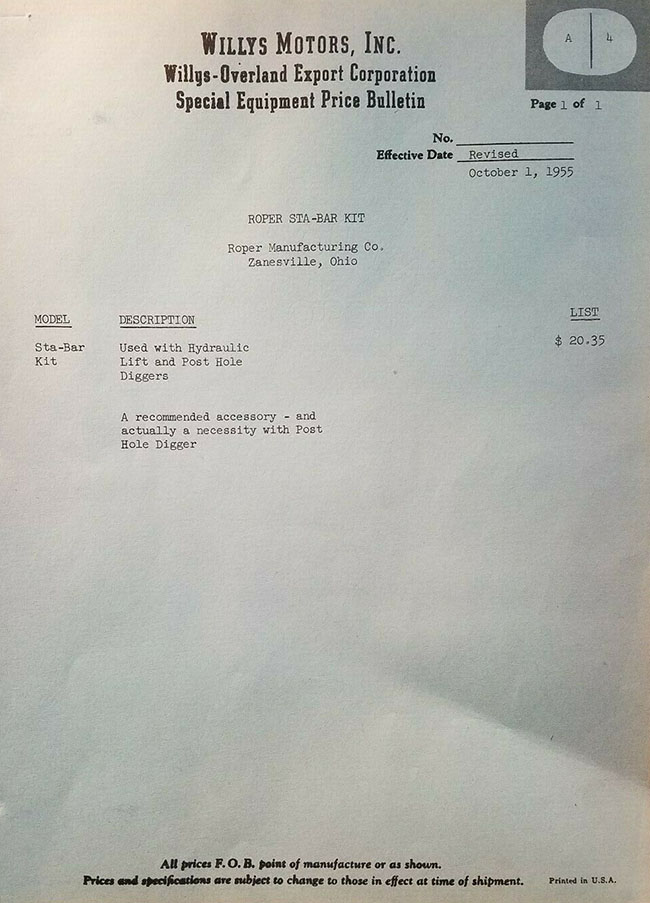 WILLYS MOTORS, INC.
Willys-Overland Export Corporation
Special Equipment Price Bulletin
A 4
Page 1 of 1
No.
Effective Date Revised
October 1, 1955
ROPER STA-BAR KIT
Roper Manufacturing Co.
Zanesville, Ohio
MODEL DESCRIPTION LIST
Sta-Bar Used with Hydraulic $ 20.35
Kit Lift and Post Hole
Diggers
A recommended accessory - and
actually a necessity with Post
Hole Digger
All prices F. O. B. point of manufacture or as shown.
Prices and specifications are subject to change to those in effect at time of shipment. Printed in U.S.A.